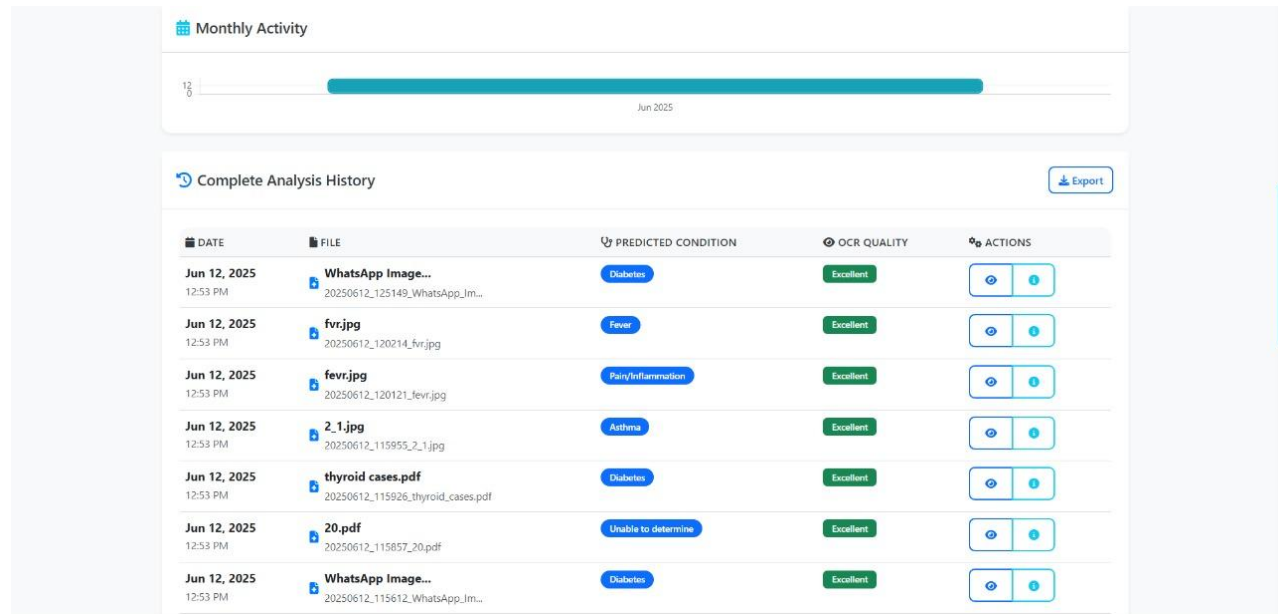 Monthly Activity
12
0
Jun 2025
Complete Analysis History
Export
DATE FILE PREDICTED CONDITION OCR QUALITY ACTIONS
Jun 12, 2025 WhatsApp Image... Diabetes Excellent
12:53 PM 20250612_125149_WhatsApp_Im...
Jun 12, 2025 fvr.jpg Fever Excellent
12:53 PM 20250612_120214_fvr.jpg
Jun 12, 2025 fevr.jpg Pain/Inflammation Excellent
12:53 PM 20250612_120121_fevr.jpg
Jun 12, 2025 2_1.jpg Asthma Excellent
12:53 PM 20250612_115955_2_1.jpg
Jun 12, 2025 thyroid cases.pdf Diabetes Excellent
12:53 PM 20250612_115926_thyroid_cases.pdf
Jun 12, 2025 20.pdf Unable to determine Excellent
12:53 PM 20250612_115857_20.pdf
Jun 12, 2025 WhatsApp Image... Diabetes Excellent
12:53 PM 20250612_115612_WhatsApp_Im...